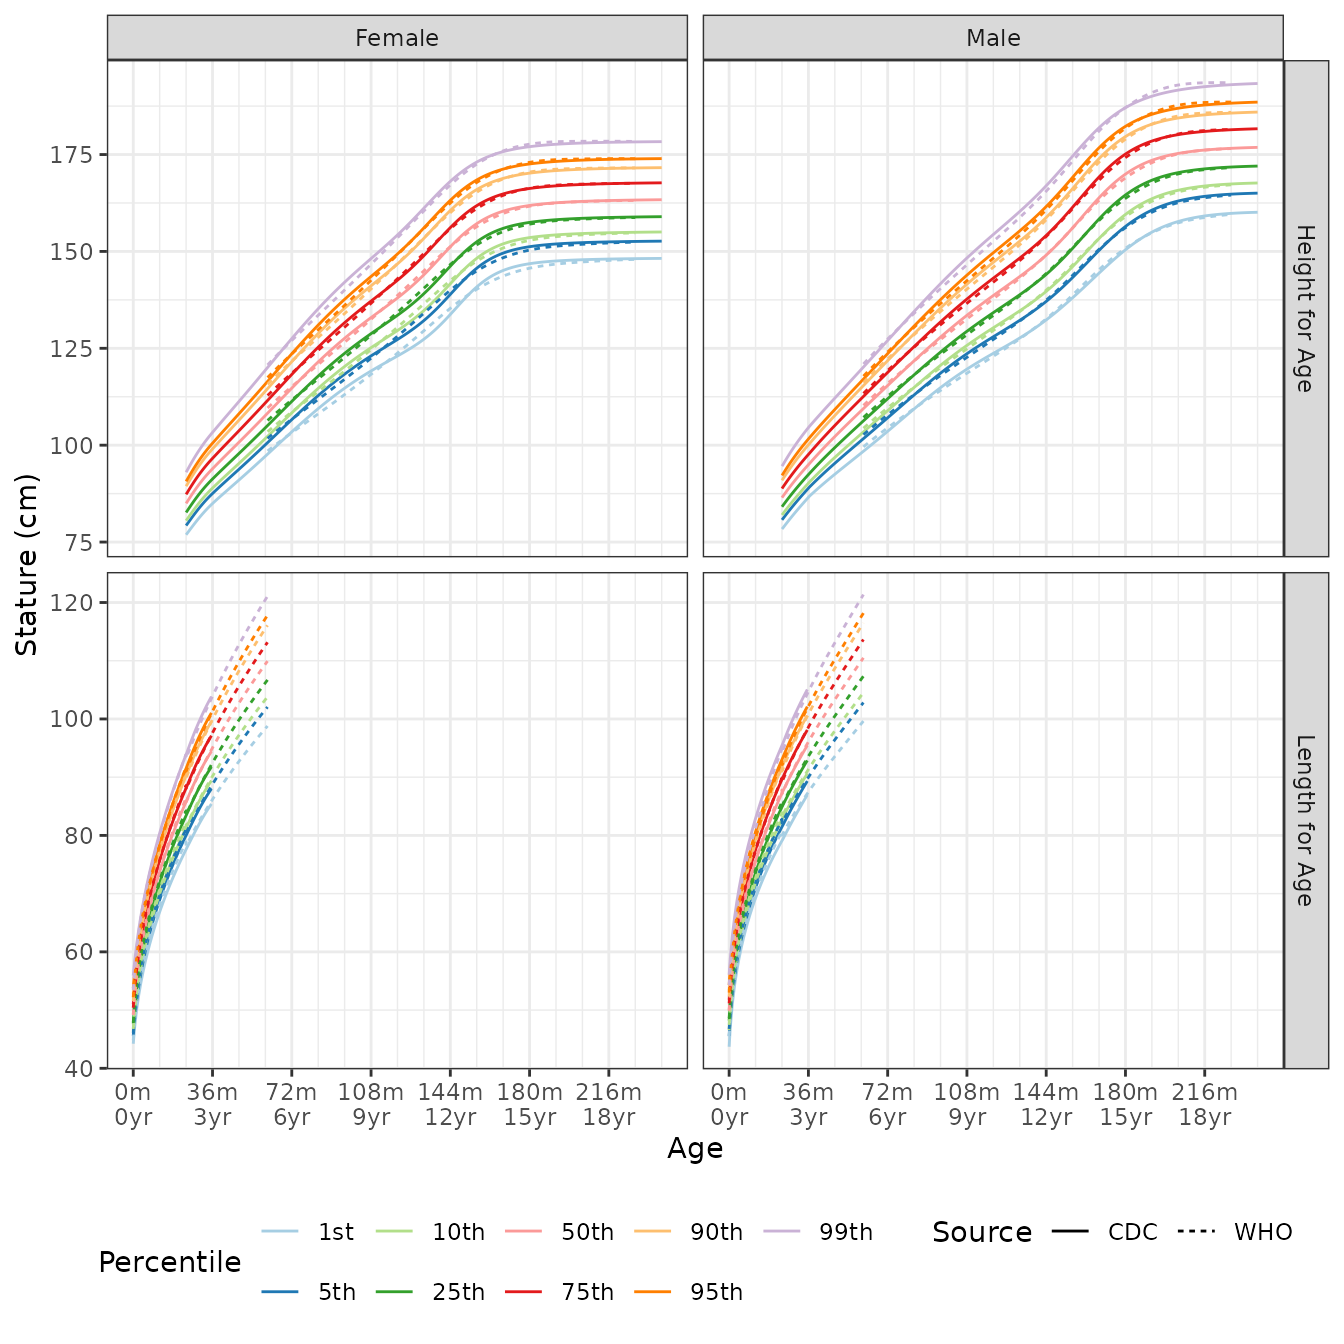 Female
Male
175
150
125
100
75
Height for Age
Stature (cm)
120
100
80
60
40
Length for Age
0m 36m 72m 108m 144m 180m 216m
0yr 3yr 6yr 9yr 12yr 15yr 18yr
0m 36m 72m 108m 144m 180m 216m
0yr 3yr 6yr 9yr 12yr 15yr 18yr
Age
Percentile
1st 10th 50th 90th 99th
5th 25th 75th 95th
Source CDC WHO